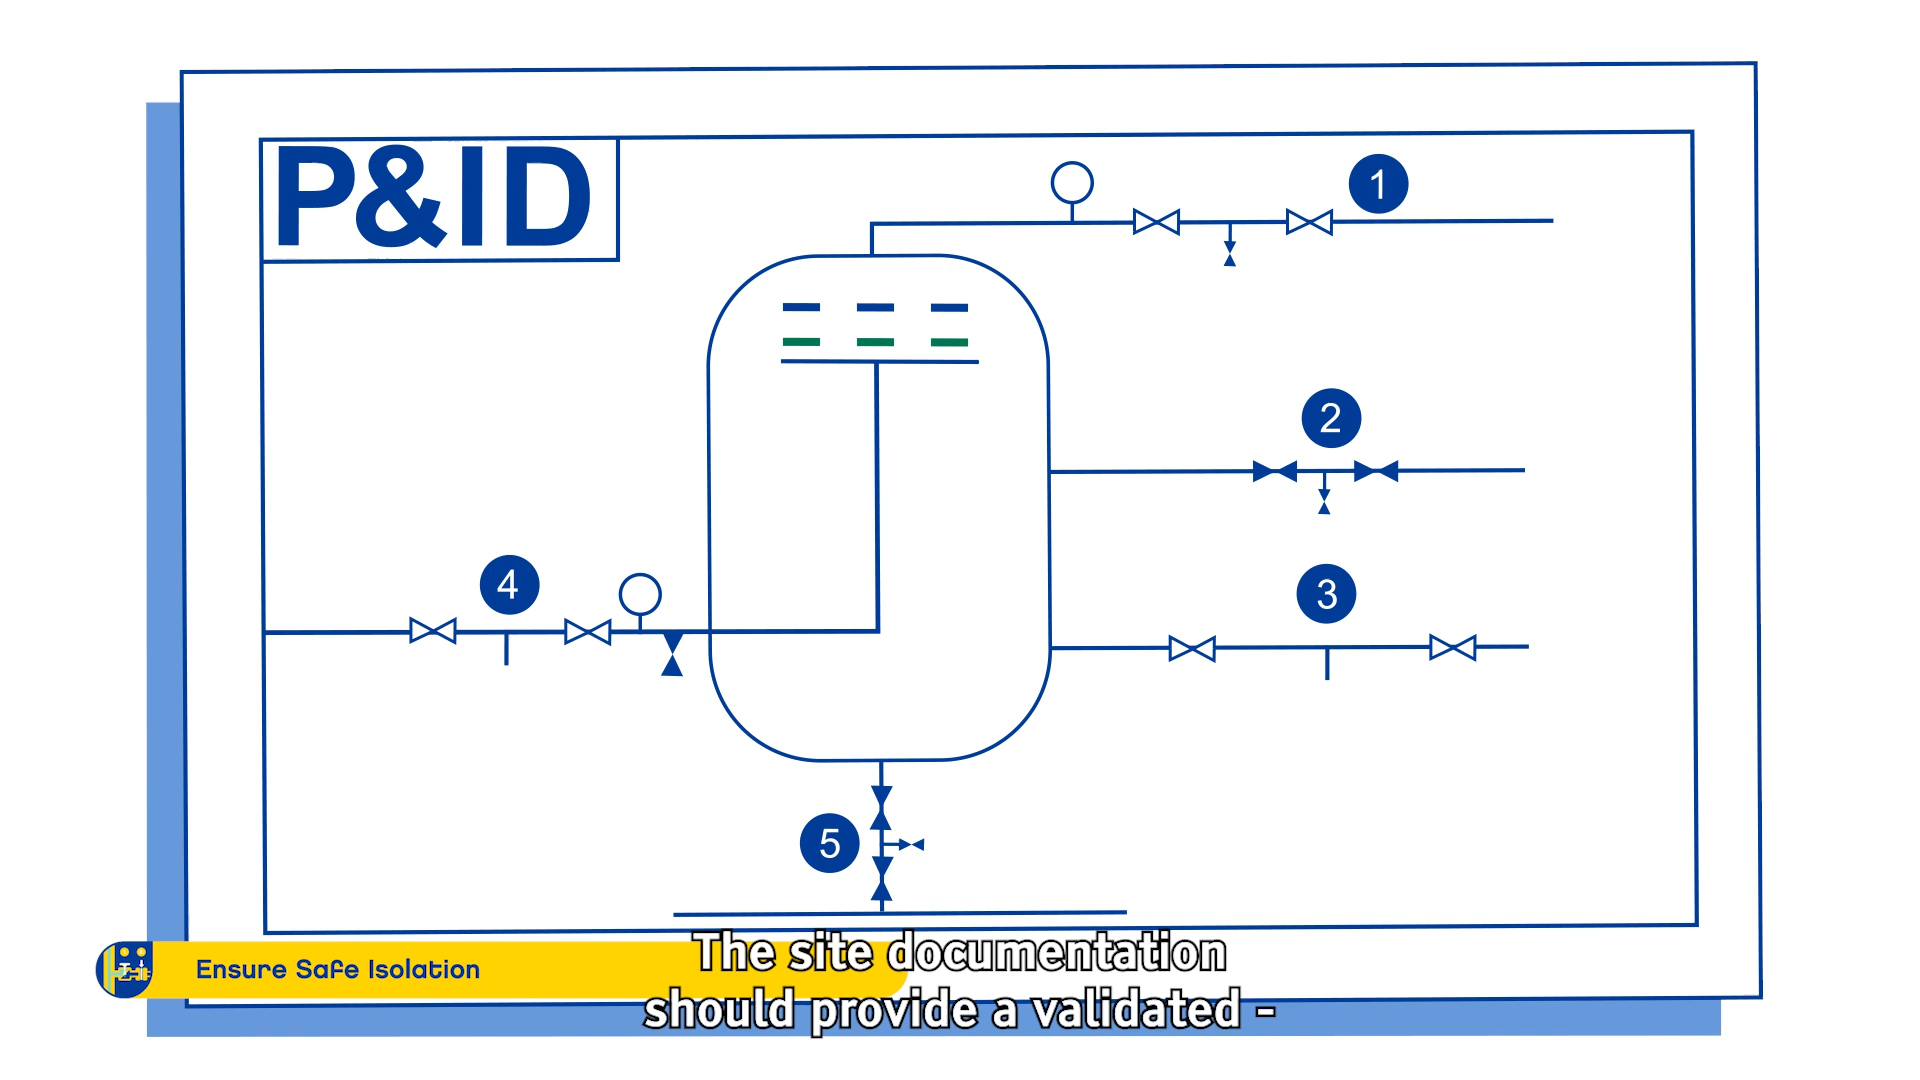 P&ID
1
2
3
4
5
Ensure Safe Isolation
The site documentation
should provide a validated -